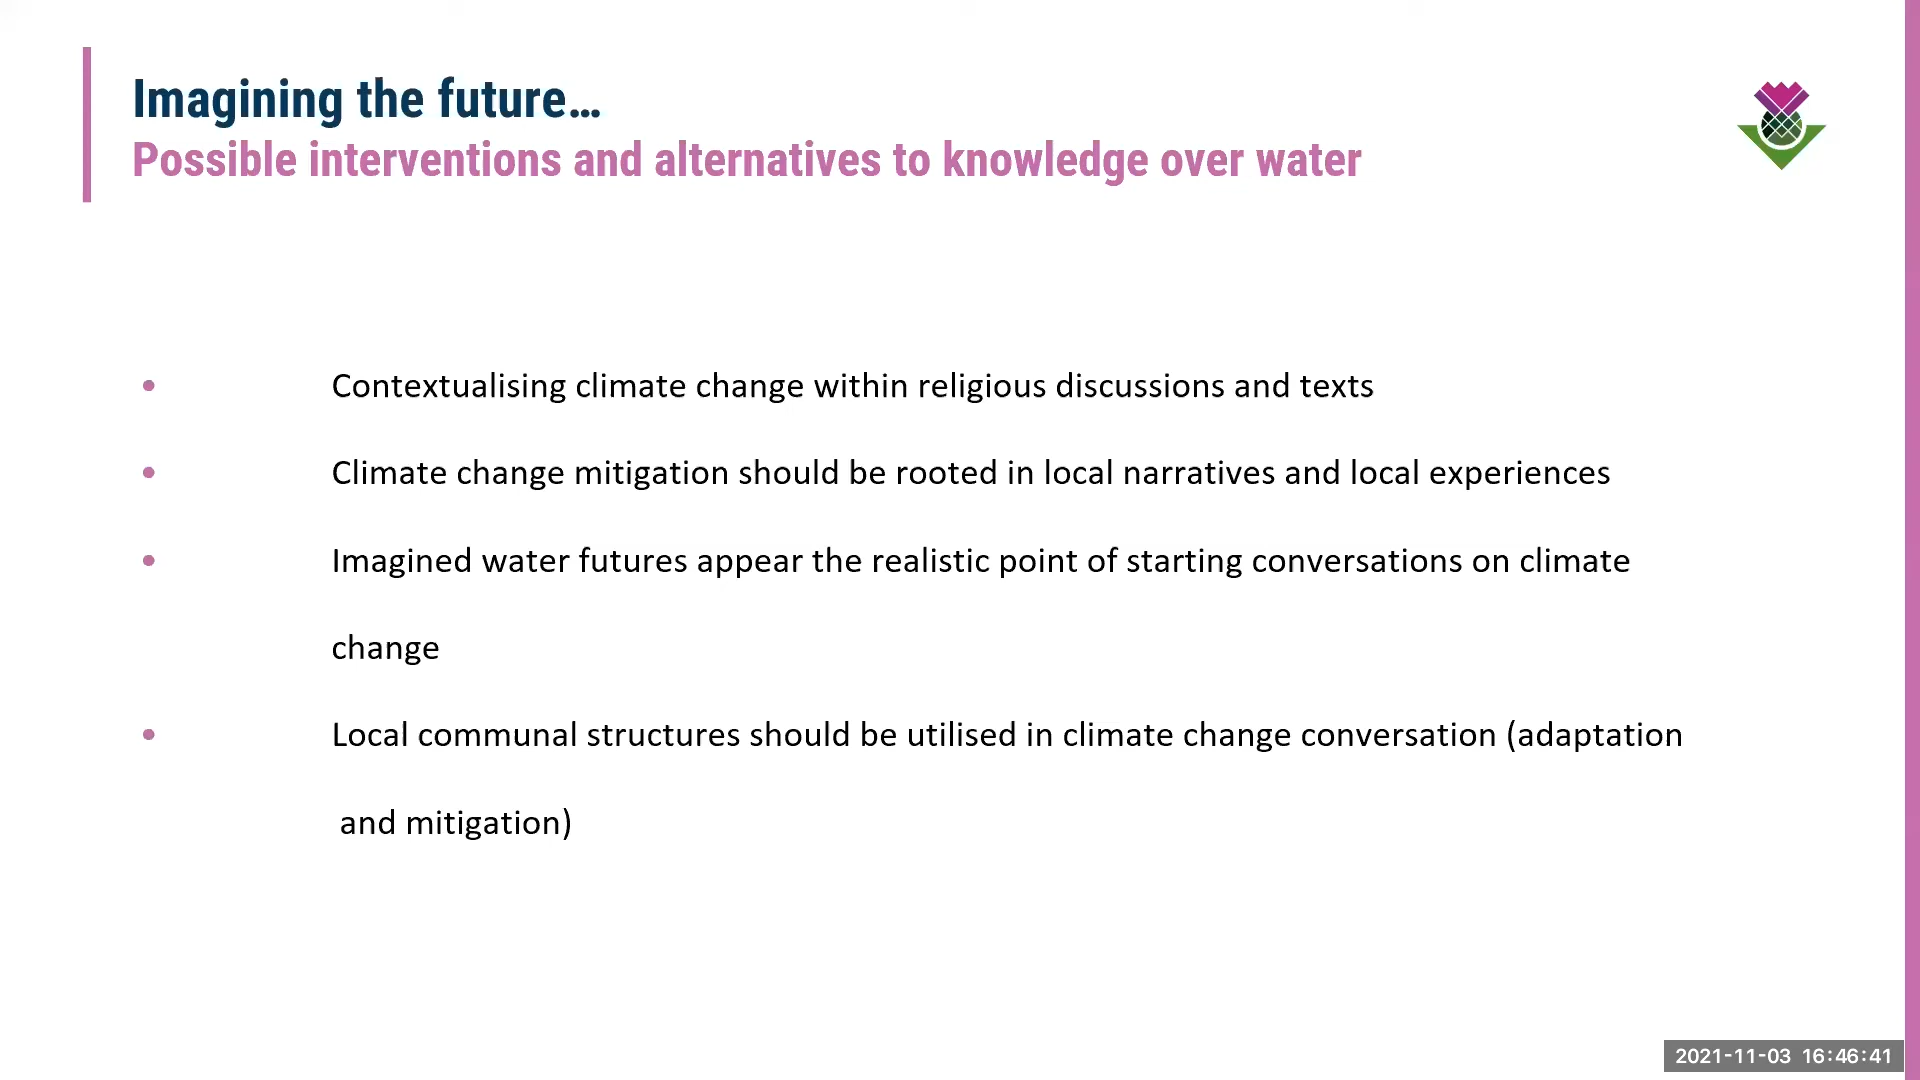 Imagining the future…
Possible interventions and alternatives to knowledge over water
• Contextualising climate change within religious discussions and texts
• Climate change mitigation should be rooted in local narratives and local experiences
• Imagined water futures appear the realistic point of starting conversations on climate
change
• Local communal structures should be utilised in climate change conversation (adaptation
and mitigation)
2021-11-03 16:46:41